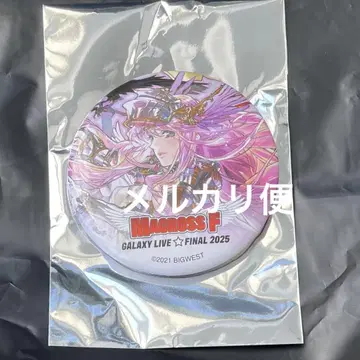 メルカリ便
MACROSS F
GALAXY LIVE☆FINAL 2025
©2021 BIGWEST